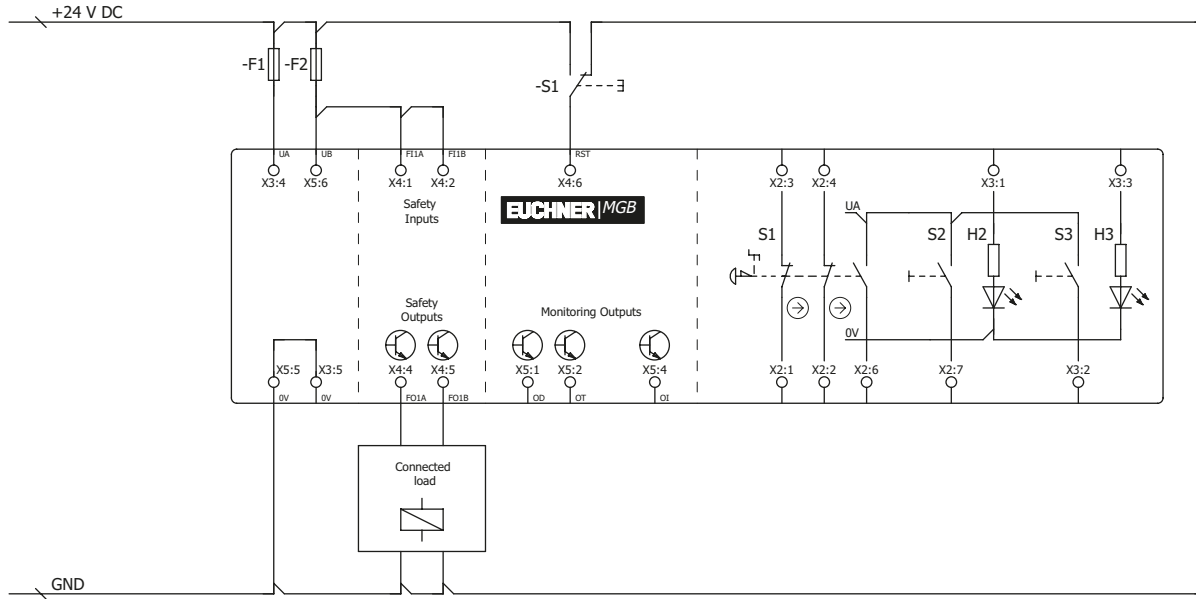 +24 V DC
-F1
-F2
-S1
UA
UB
FI1A
FI1B
RST
X3:4
X5:6
X4:1
X4:2
X4:6
X2:3
X2:4
X3:1
X3:3
Safety
Inputs
EUCHNER MGB
UA
S1
S2
H2
S3
H3
Safety
Outputs
Monitoring Outputs
0V
X5:5
X3:5
X4:4
X4:5
X5:1
X5:2
X5:4
X2:1
X2:2
X2:6
X2:7
X3:2
0V
0V
FO1A
FO1B
OD
OT
OI
Connected
load
GND